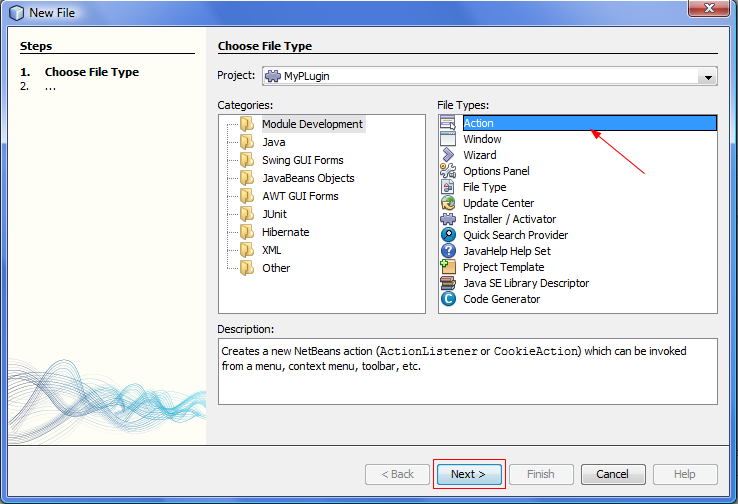 New File
Steps
1. Choose File Type
2. ...
Choose File Type
Project: MyPLugin
Categories:
Module Development
Java
Swing GUI Forms
JavaBeans Objects
AWT GUI Forms
JUnit
Hibernate
XML
Other
File Types:
Action
Window
Wizard
Options Panel
File Type
Update Center
Installer / Activator
Quick Search Provider
JavaHelp Help Set
Project Template
Java SE Library Descriptor
Code Generator
Description:
Creates a new NetBeans action (ActionListener or CookieAction) which can be invoked
from a menu, context menu, toolbar, etc.
< Back Next > Finish Cancel Help